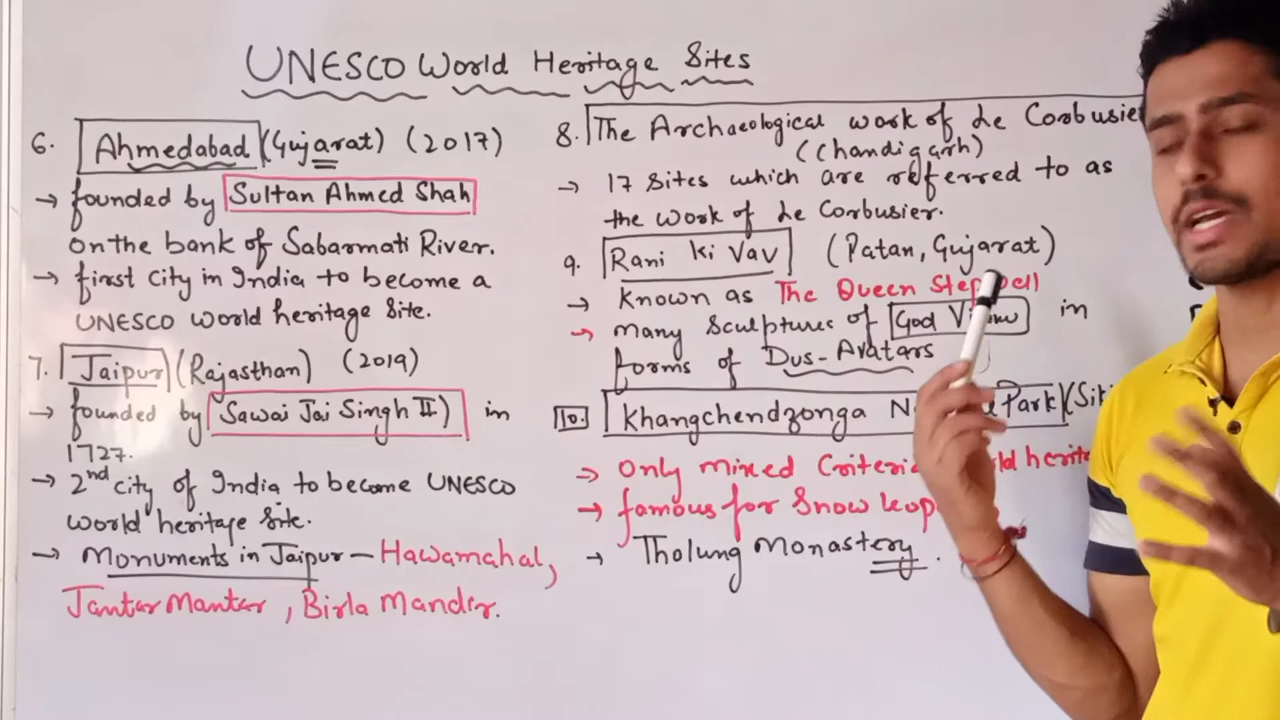 UNESCO World Heritage Sites
6. Ahmedabad (Gujarat) (2017)
→ founded by Sultan Ahmed Shah
on the bank of Sabarmati River.
→ first city in India to become a
UNESCO world heritage site.
7. Jaipur (Rajasthan) (2019)
→ founded by Sawai Jai Singh II) in
1727.
→ 2nd city of India to become UNESCO
world heritage site.
→ Monuments in Jaipur - Hawamahal,
Jantar Mantar, Birla Mandir.
8. The Archaeological work of Le Corbusie
(Chandigarh)
→ 17 sites which are referred to as
the work of Le Corbusier.
9. Rani ki Vav (Patan, Gujarat)
→ Known as The Queen Step
→ many sculptures of God in
forms of Dus-Avatars
10. Khangchendzonga Park
→ Only mixed Criteria
→ famous for Snow leop
→ Tholung Monastery.